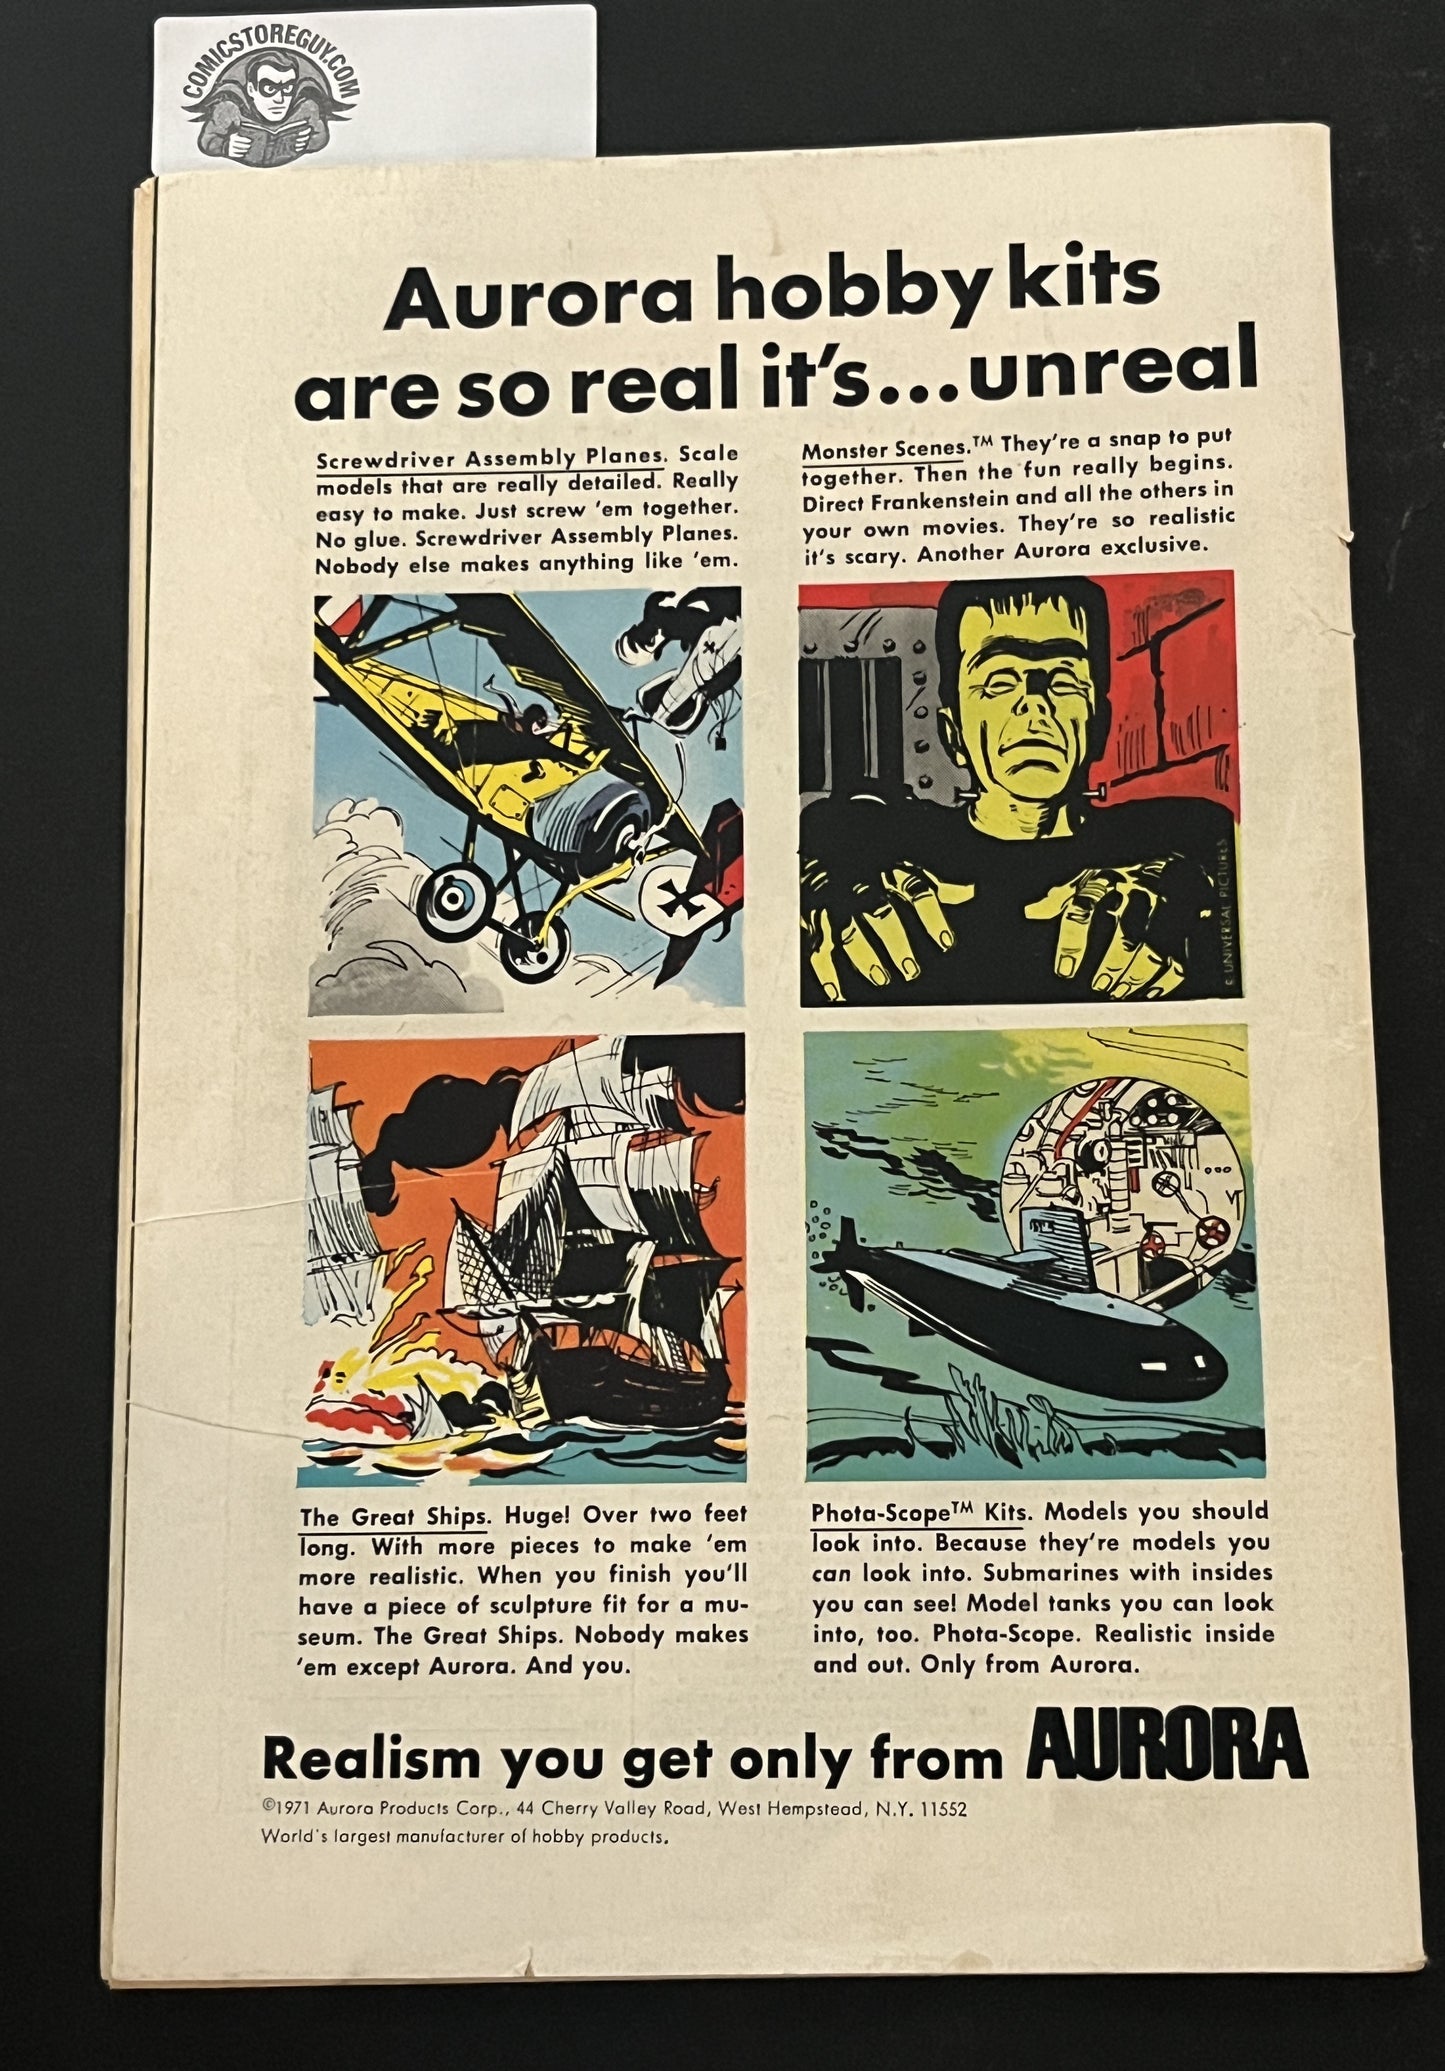 COMICSTOREGUY.COM
Aurora hobby kits
are so real it's...unreal
Screwdriver Assembly Planes. Scale
models that are really detailed. Really
easy to make. Just screw 'em together.
No glue. Screwdriver Assembly Planes.
Nobody else makes anything like 'em.
Monster Scenes.™ They're a snap to put
together. Then the fun really begins.
Direct Frankenstein and all the others in
your own movies. They're so realistic
it's scary. Another Aurora exclusive.
© UNIVERSAL PICTURES
The Great Ships. Huge! Over two feet
long. With more pieces to make 'em
more realistic. When you finish you'll
have a piece of sculpture fit for a mu-
seum. The Great Ships. Nobody makes
'em except Aurora. And you.
Phota-Scope™ Kits. Models you should
look into. Because they're models you
can look into. Submarines with insides
you can see! Model tanks you can look
into, too. Phota-Scope. Realistic inside
and out. Only from Aurora.
Realism you get only from AURORA
©1971 Aurora Products Corp., 44 Cherry Valley Road, West Hempstead, N.Y. 11552
World's largest manufacturer of hobby products.